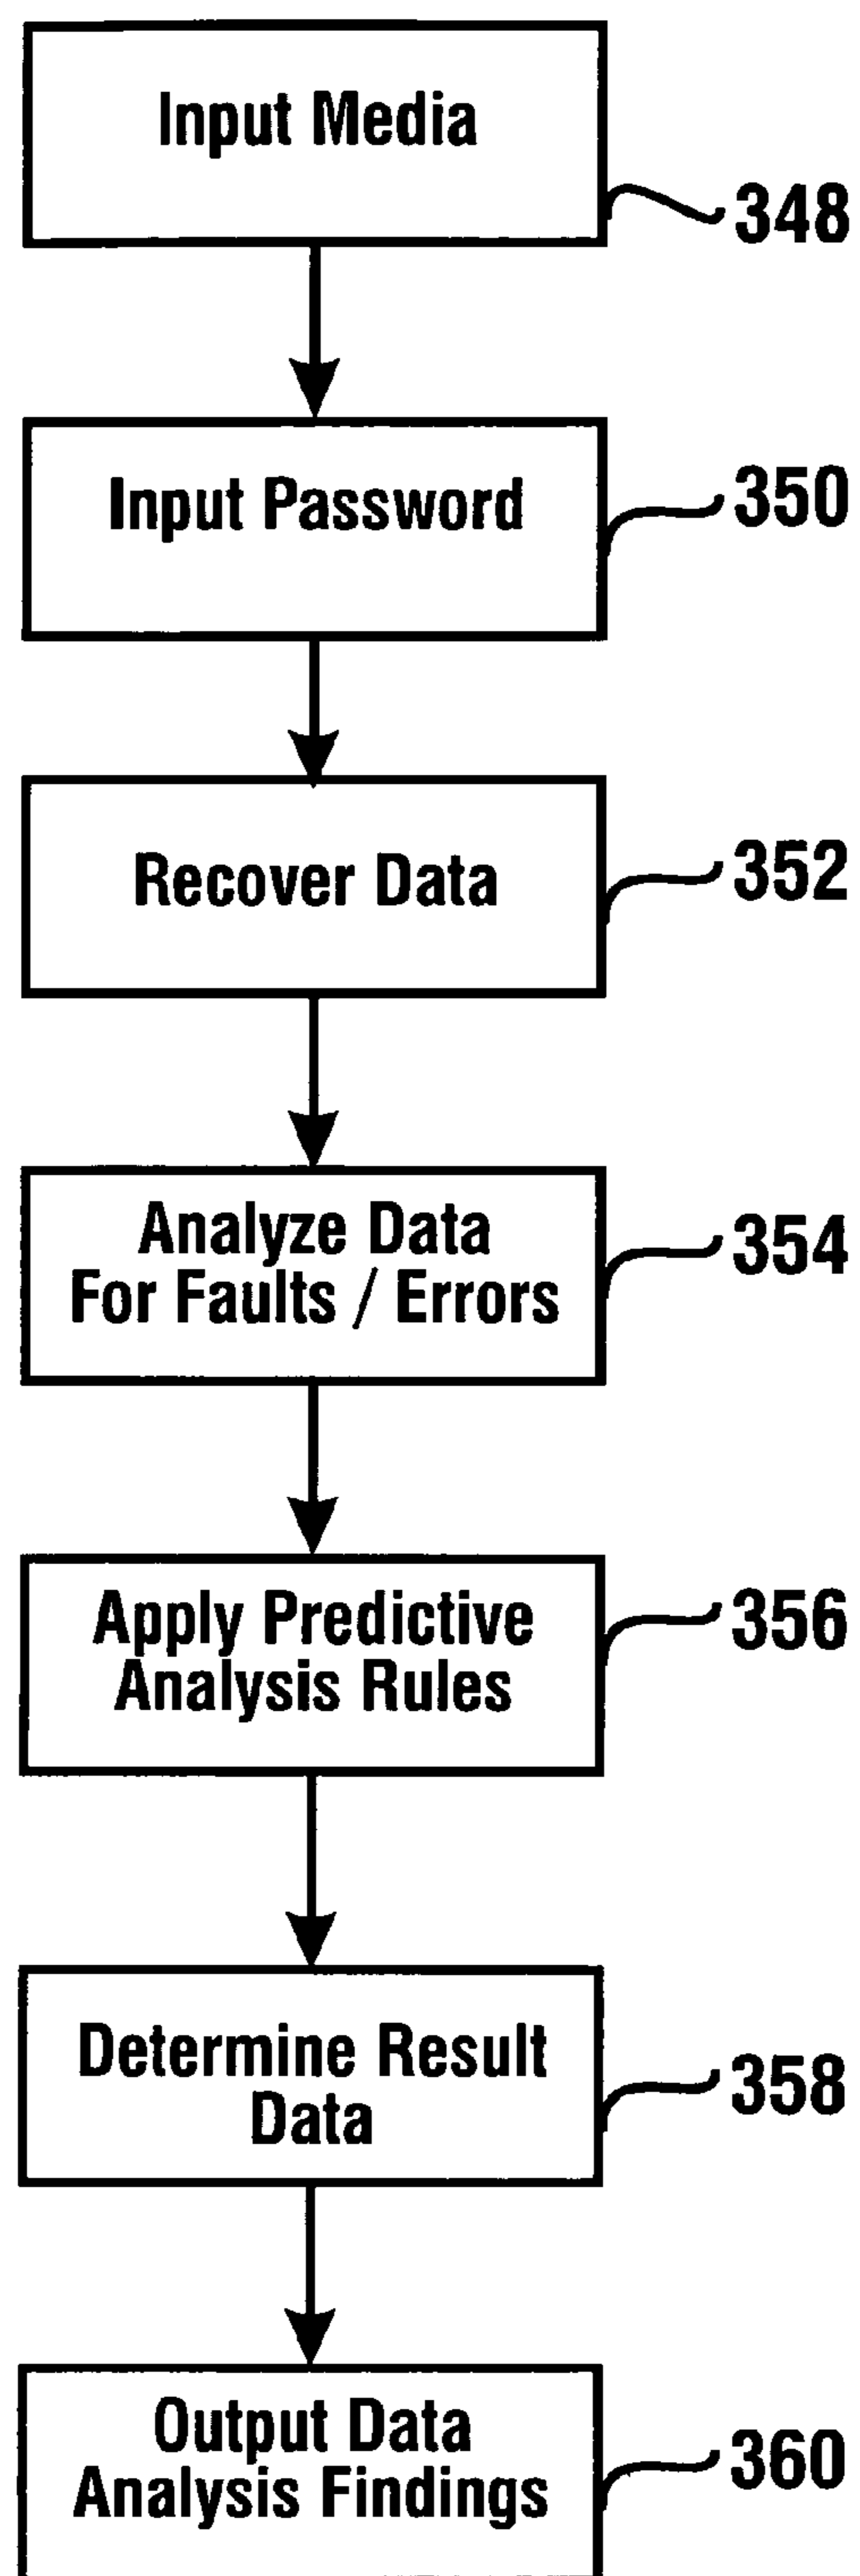 Input Media
348
Input Password
350
Recover Data
352
Analyze Data
For Faults / Errors
354
Apply Predictive
Analysis Rules
356
Determine Result
Data
358
Output Data
Analysis Findings
360